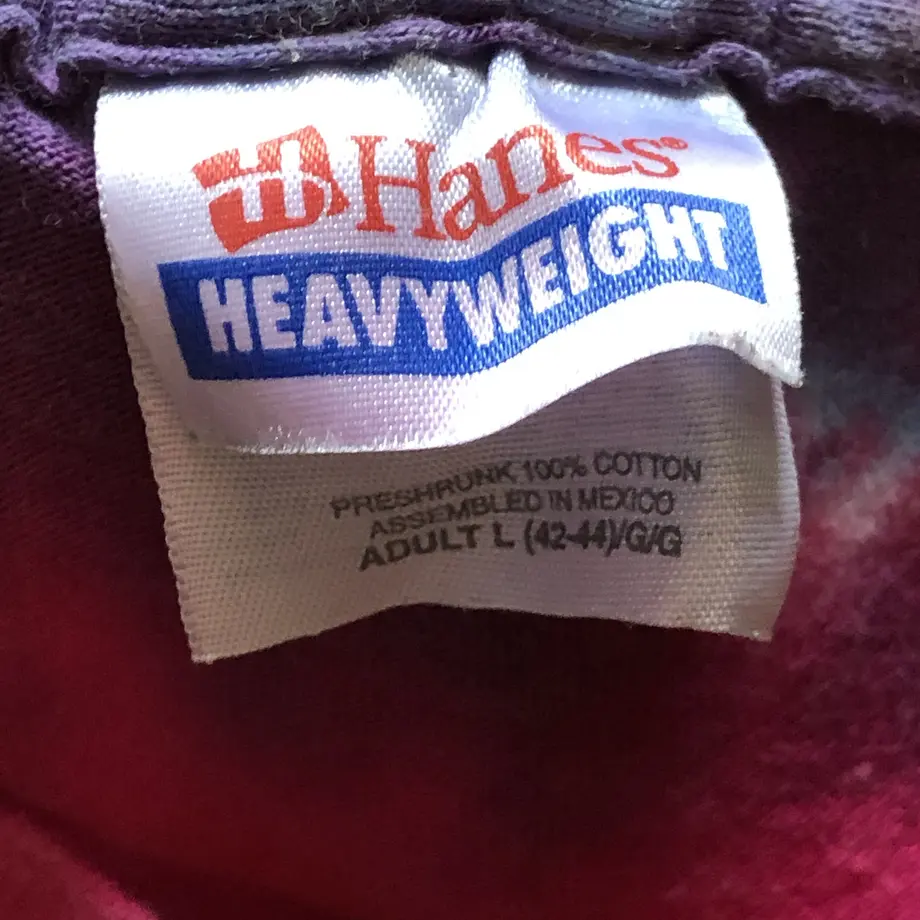 Hanes®
HEAVYWEIGHT
PRESHRUNK 100% COTTON
ASSEMBLED IN MEXICO
ADULT L (42-44)/G/G